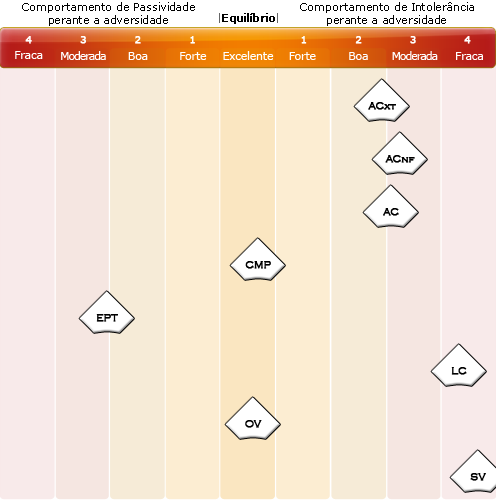 Comportamento de Passividade
perante a adversidade
|Equilíbrio|
Comportamento de Intolerância
perante a adversidade
4 3 2 1 1 2 3 4
Fraca Moderada Boa Forte Excelente Forte Boa Moderada Fraca
ACXT
ACNF
AC
CMP
EPT
LC
OV
SV